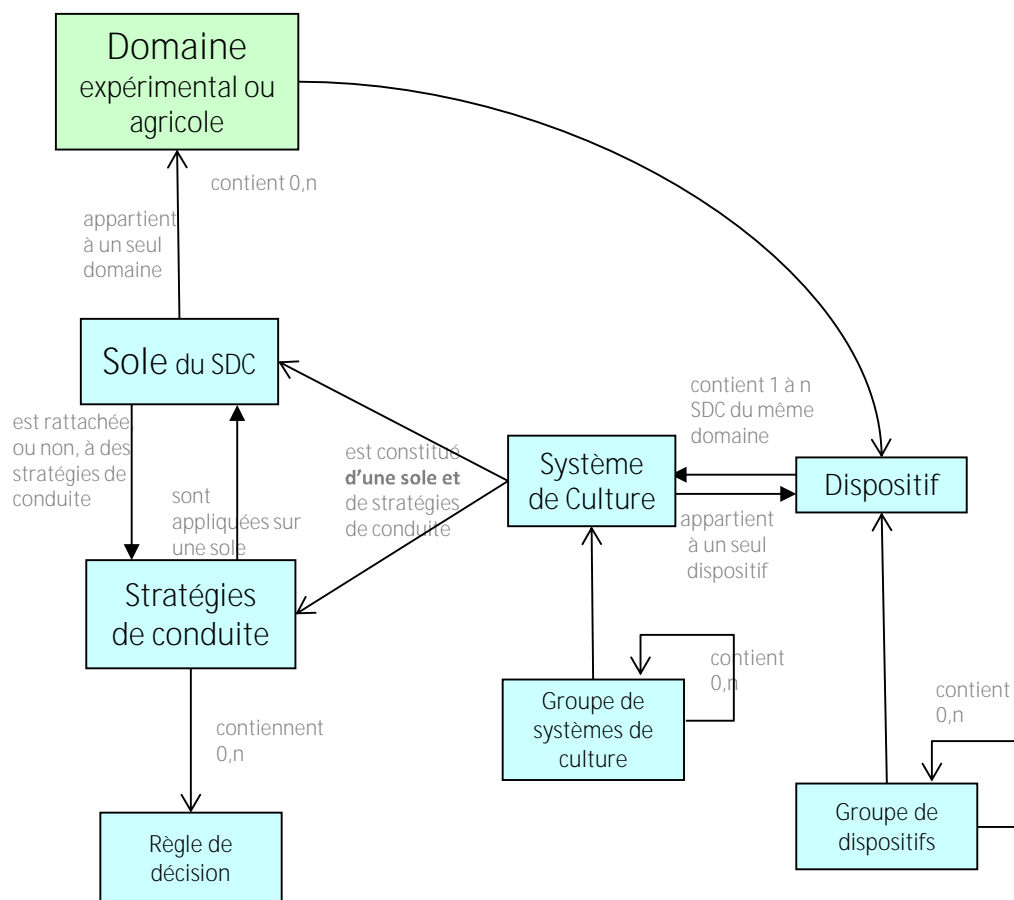 Domaine
expérimental ou
agricole
contient 0,n
appartient
à un seul
domaine
Sole du SDC
est rattachée,
ou non, à des
stratégies de
conduite
sont
appliquées sur
une sole
est constitué
d'une sole et
de stratégies
de conduite
Système
de Culture
contient 1 à n
SDC du même
domaine
Dispositif
appartient
à un seul
dispositif
Stratégies
de conduite
contiennent
0,n
Règle de
décision
Groupe de
systèmes de
culture
contient
0,n
contient
0,n
Groupe de
dispositifs